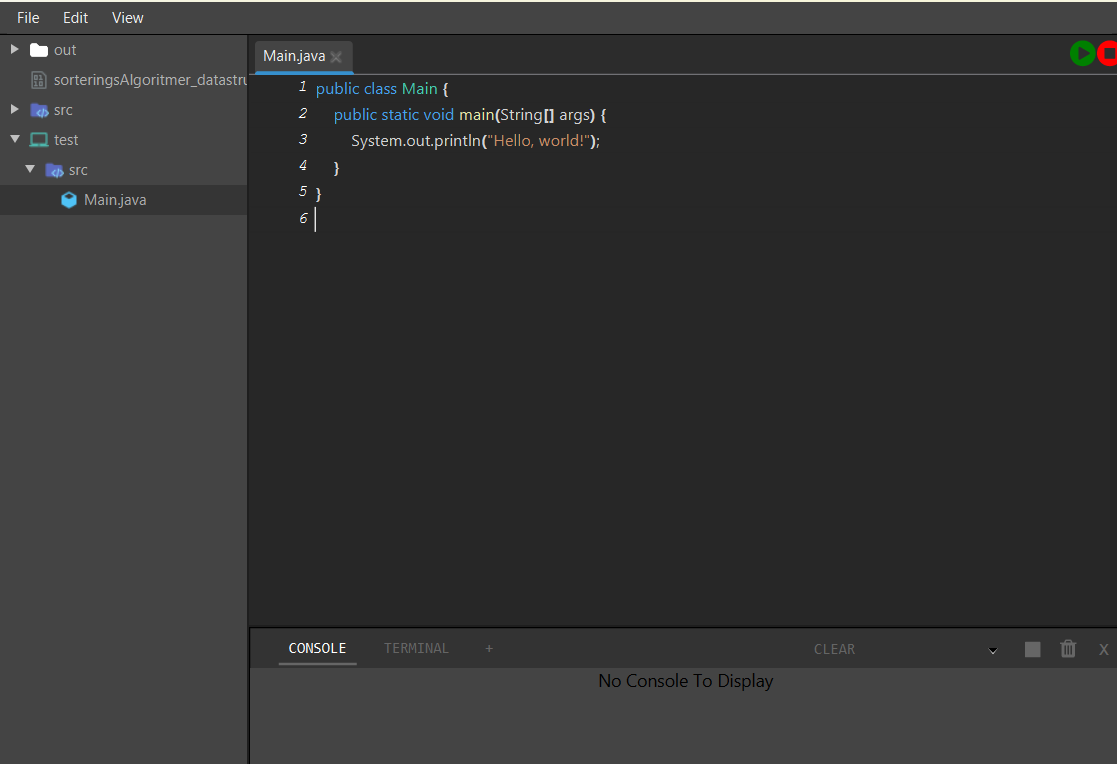 File Edit View
out
sorteringsAlgoritmer_datastru
src
test
src
Main.java
Main.java
1 public class Main {
2 public static void main(String[] args) {
3 System.out.println("Hello, world!");
4 }
5 }
6
CONSOLE TERMINAL + CLEAR X
No Console To Display